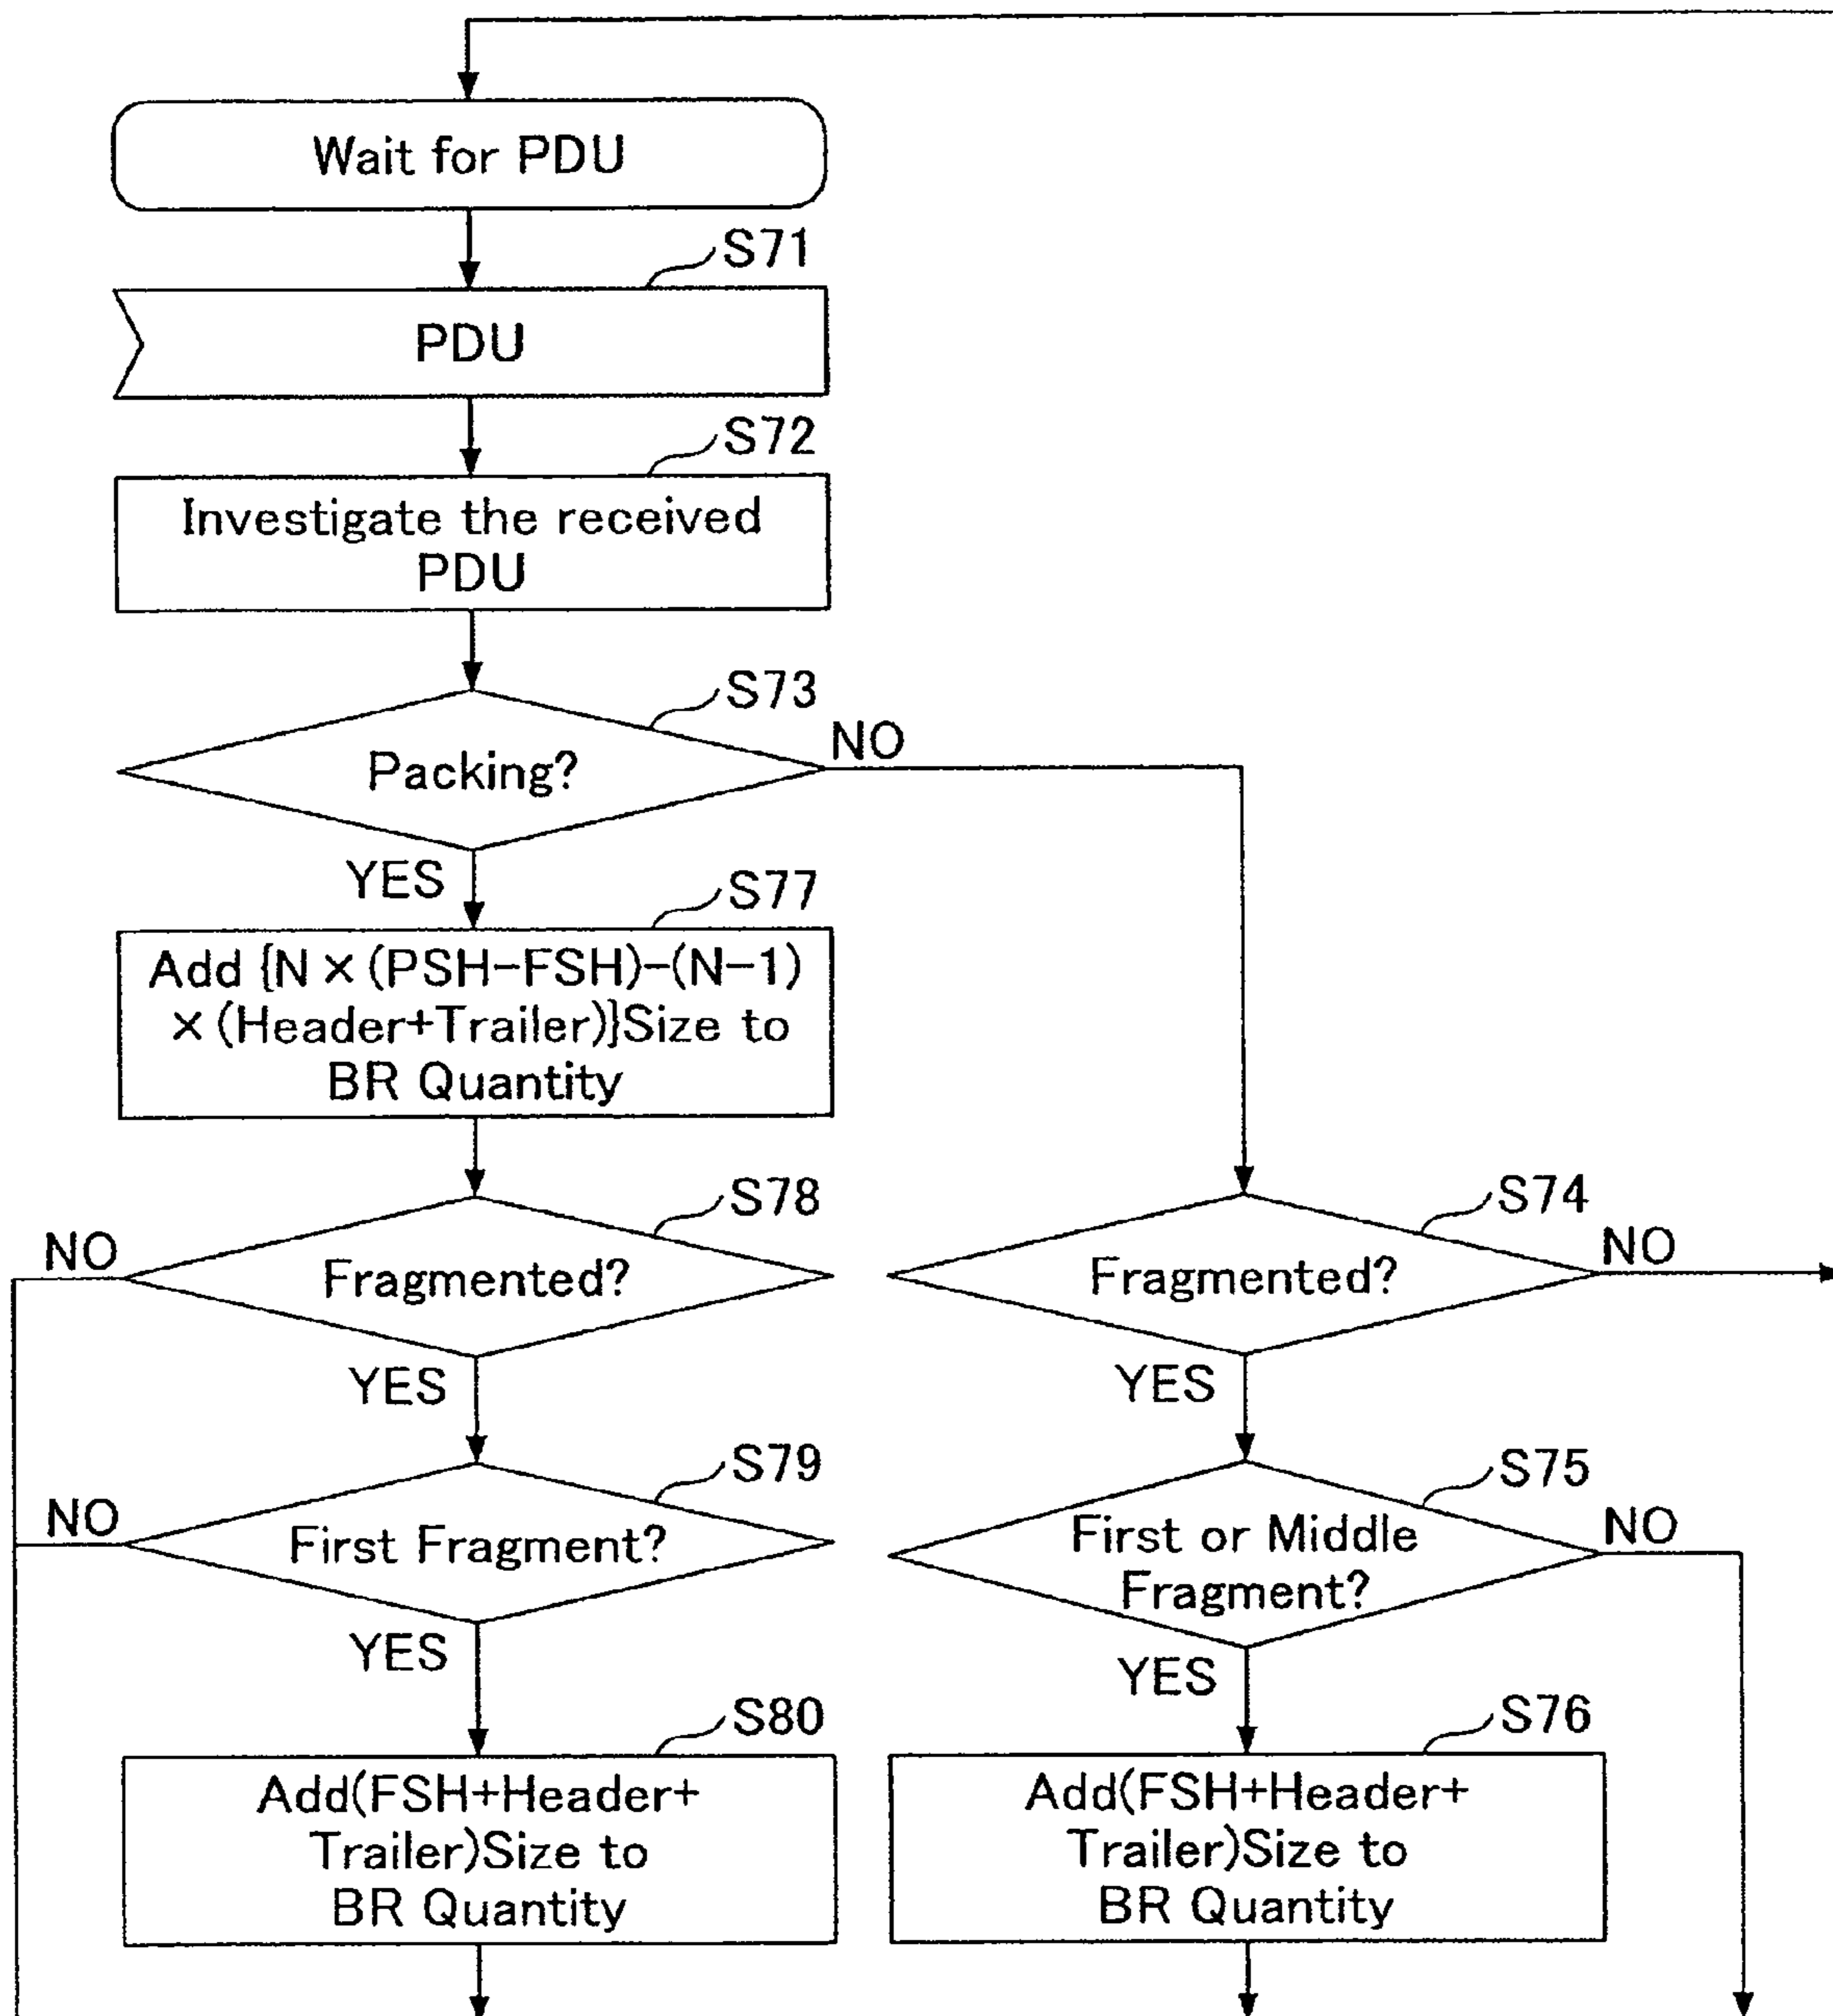 Wait for PDU
S71
PDU
S72
Investigate the received
PDU
S73
Packing?
NO
YES
S77
Add {N × (PSH-FSH)-(N-1)
× (Header+Trailer)}Size to
BR Quantity
S78
NO
Fragmented?
YES
S74
Fragmented?
NO
YES
S79
NO
First Fragment?
YES
S75
First or Middle
Fragment?
NO
YES
S80
Add(FSH+Header+
Trailer)Size to
BR Quantity
S76
Add(FSH+Header+
Trailer)Size to
BR Quantity